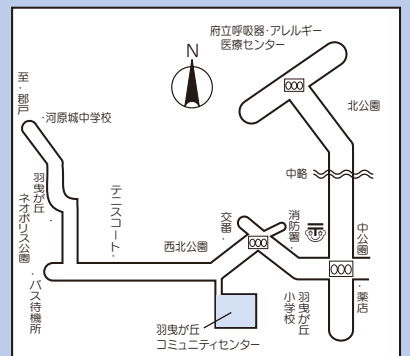 府立呼吸器・アレルギー
医療センター
N
至・郡戸
・河原城中学校
北公園
中略
羽曳が丘
ネオポリス公園
テニスコート・
西北公園
交番・
消防署・
中公園
・バス待機所
羽曳が丘
小学校
・薬店
羽曳が丘
コミュニティセンター